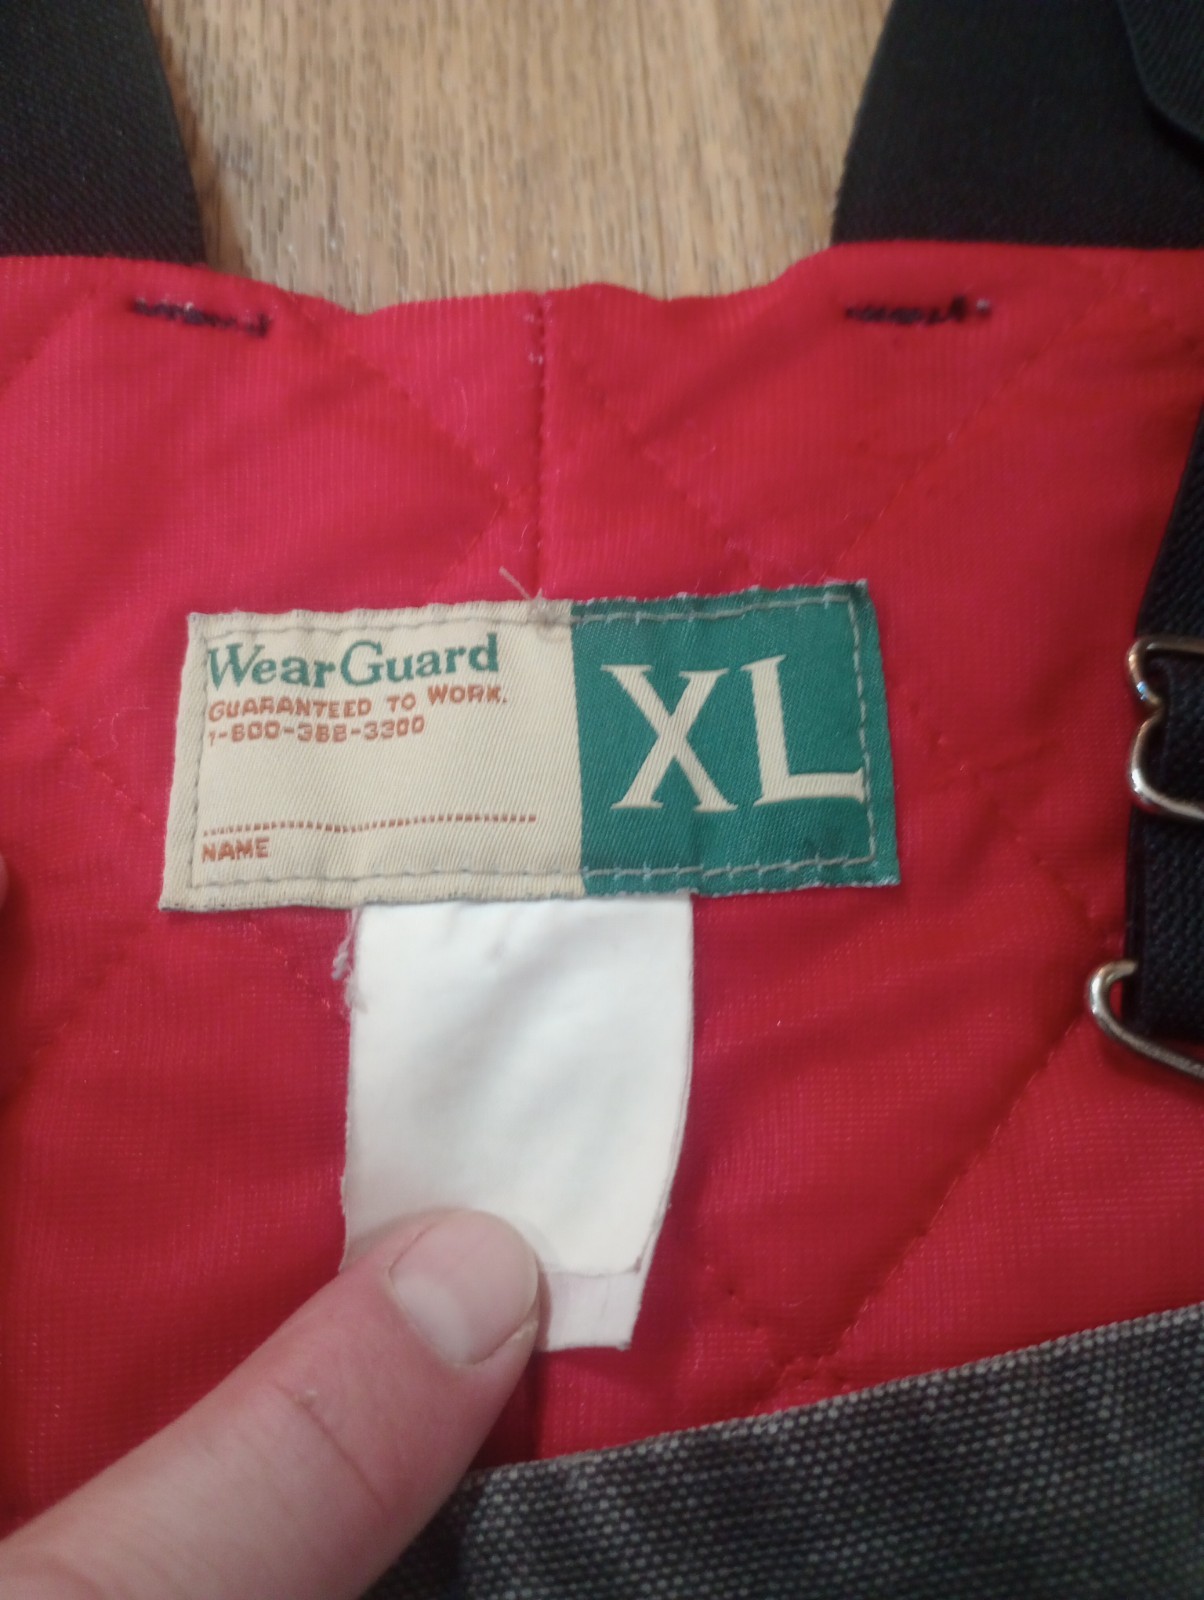 WearGuard
GUARANTEED TO WORK.
1-800-388-3300
NAME
XL